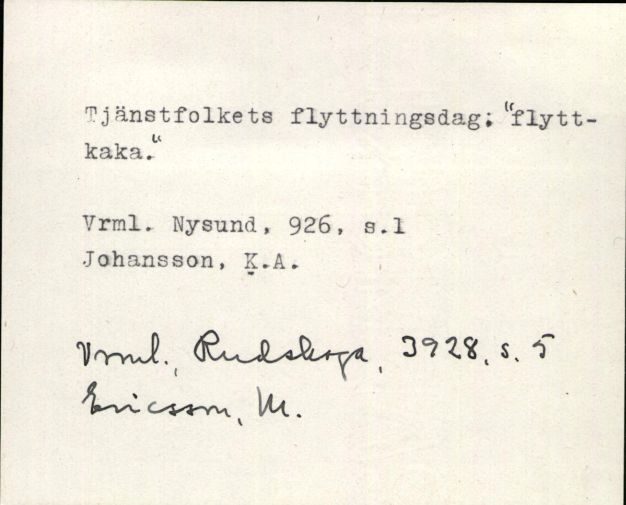 Tjänstfolkets flyttningsdag; "flytt-
kaka."
Vrml. Nysund, 926, s.1
Johansson, K.A.
Vrml., Rudskoga, 3928, s. 5
Ericsson, M.